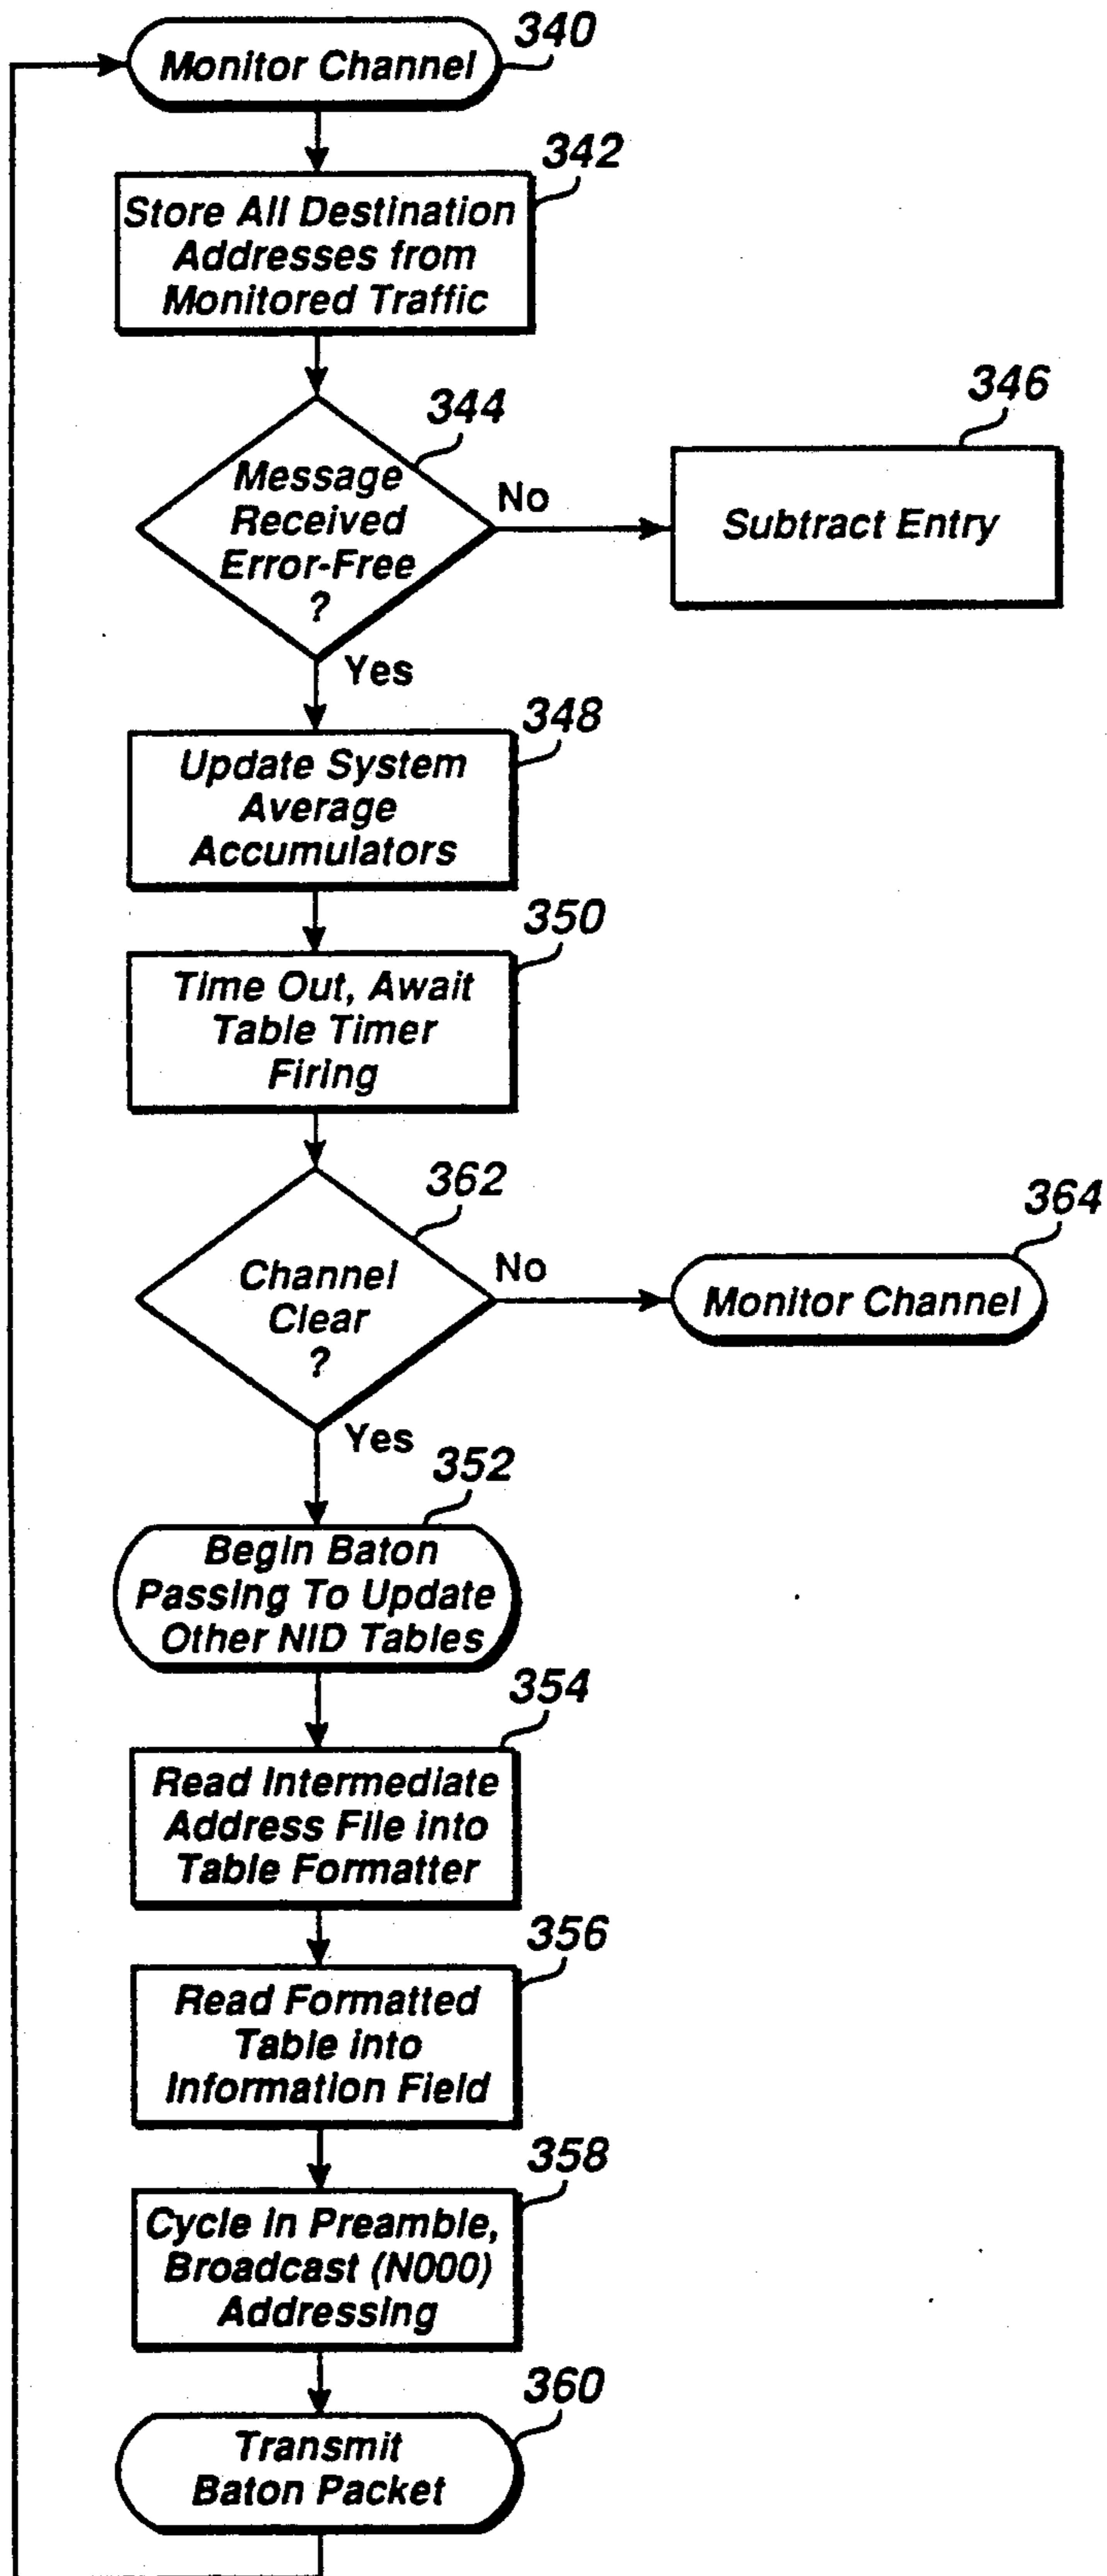 340
Monitor Channel
342
Store All Destination
Addresses from
Monitored Traffic
344
Message
Received
Error-Free
?
No
346
Subtract Entry
Yes
348
Update System
Average
Accumulators
350
Time Out, Await
Table Timer
Firing
362
Channel
Clear
?
No
364
Monitor Channel
Yes
352
Begin Baton
Passing To Update
Other NID Tables
354
Read Intermediate
Address File into
Table Formatter
356
Read Formatted
Table into
Information Field
358
Cycle in Preamble,
Broadcast (N000)
Addressing
360
Transmit
Baton Packet